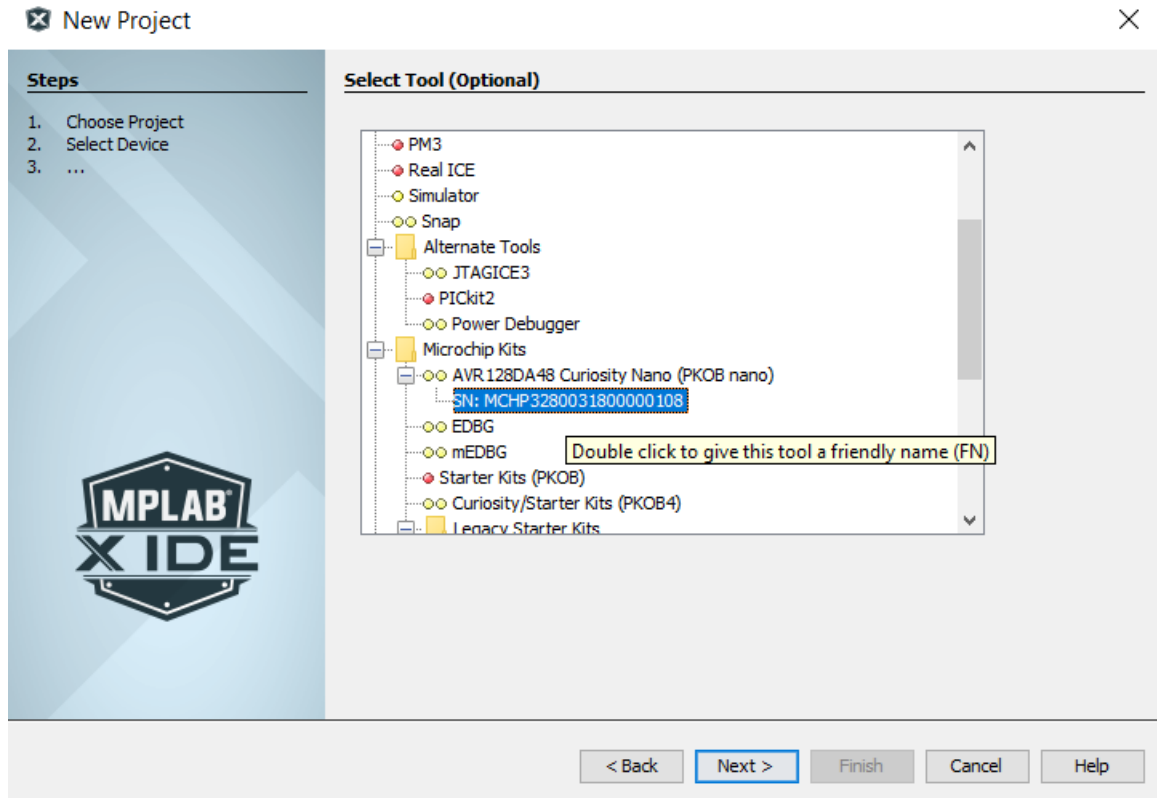 New Project
Steps
1. Choose Project
2. Select Device
3. ...
Select Tool (Optional)
PM3
Real ICE
Simulator
Snap
Alternate Tools
JTAGICE3
PICkit2
Power Debugger
Microchip Kits
AVR128DA48 Curiosity Nano (PKOB nano)
SN: MCHP3280031800000108
EDBG
mEDBG
Double click to give this tool a friendly name (FN)
Starter Kits (PKOB)
Curiosity/Starter Kits (PKOB4)
Legacy Starter Kits
MPLAB®
X IDE
< Back
Next >
Finish
Cancel
Help